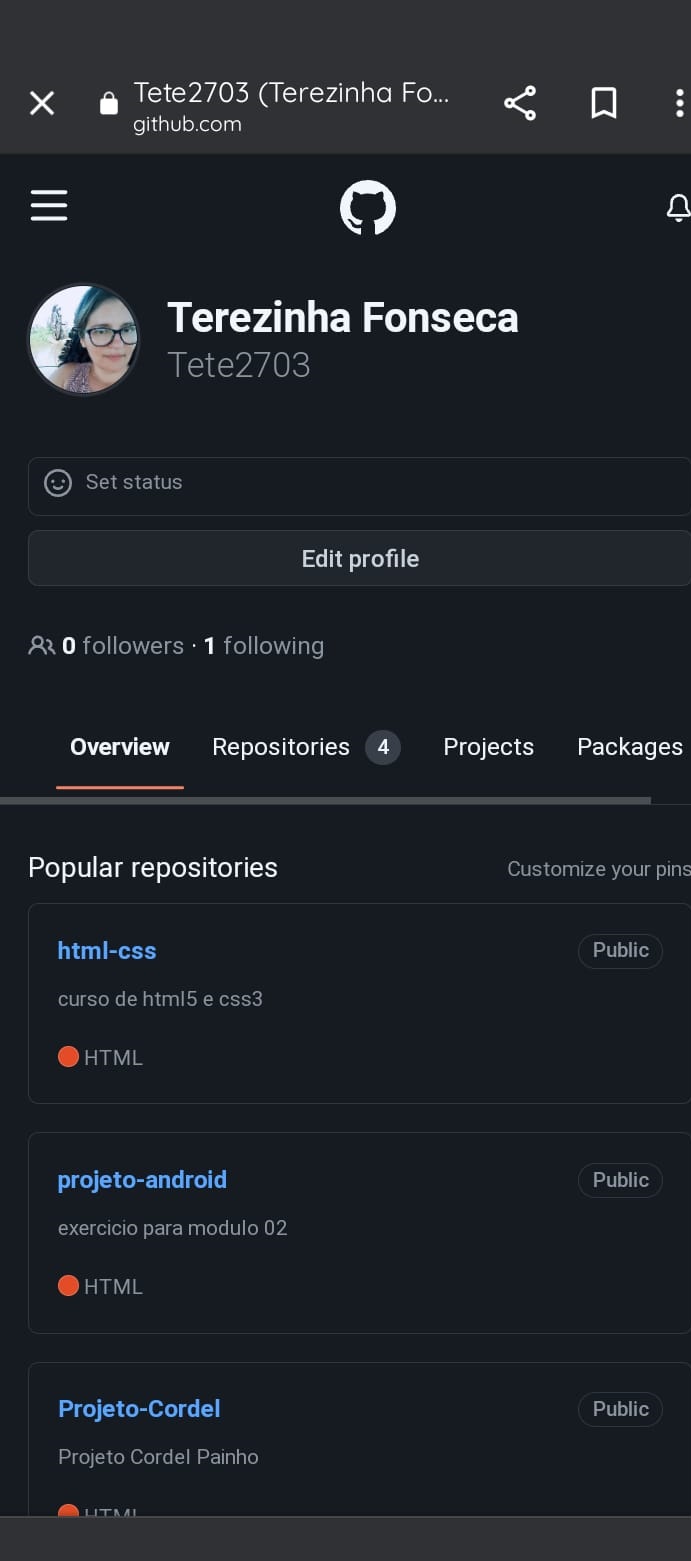 Tete2703 (Terezinha Fo...
github.com
Terezinha Fonseca
Tete2703
Set status
Edit profile
0 followers · 1 following
Overview Repositories 4 Projects Packages
Popular repositories Customize your pins
html-css Public
curso de html5 e css3
HTML
projeto-android Public
exercicio para modulo 02
HTML
Projeto-Cordel Public
Projeto Cordel Painho
HTML